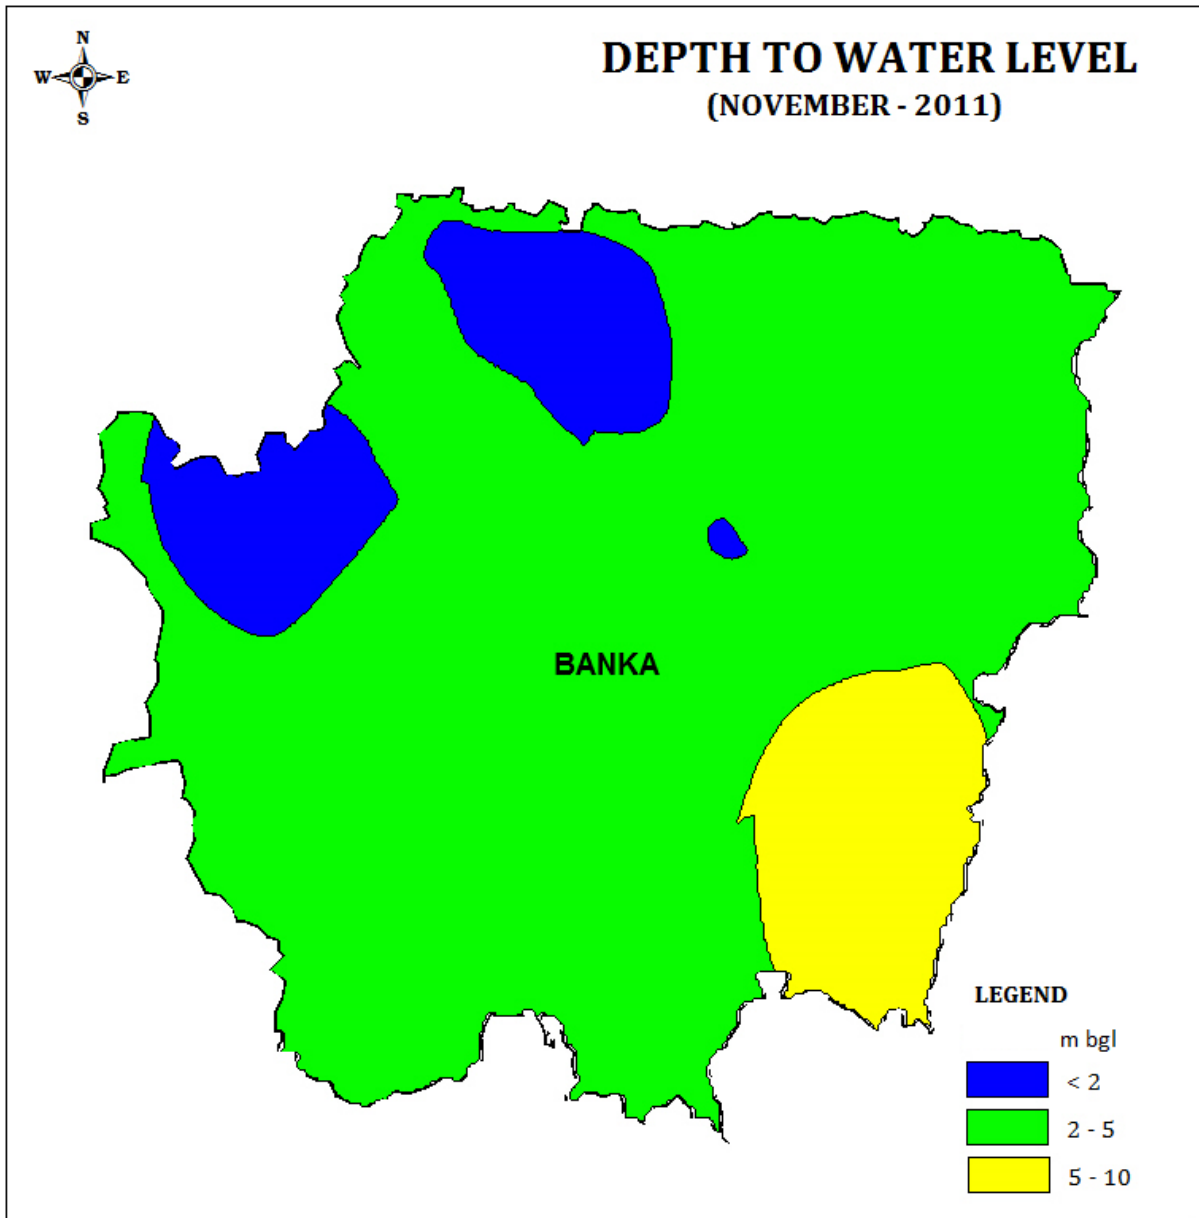 N
W E
S
DEPTH TO WATER LEVEL
(NOVEMBER - 2011)
BANKA
LEGEND
m bgl
< 2
2 - 5
5 - 10